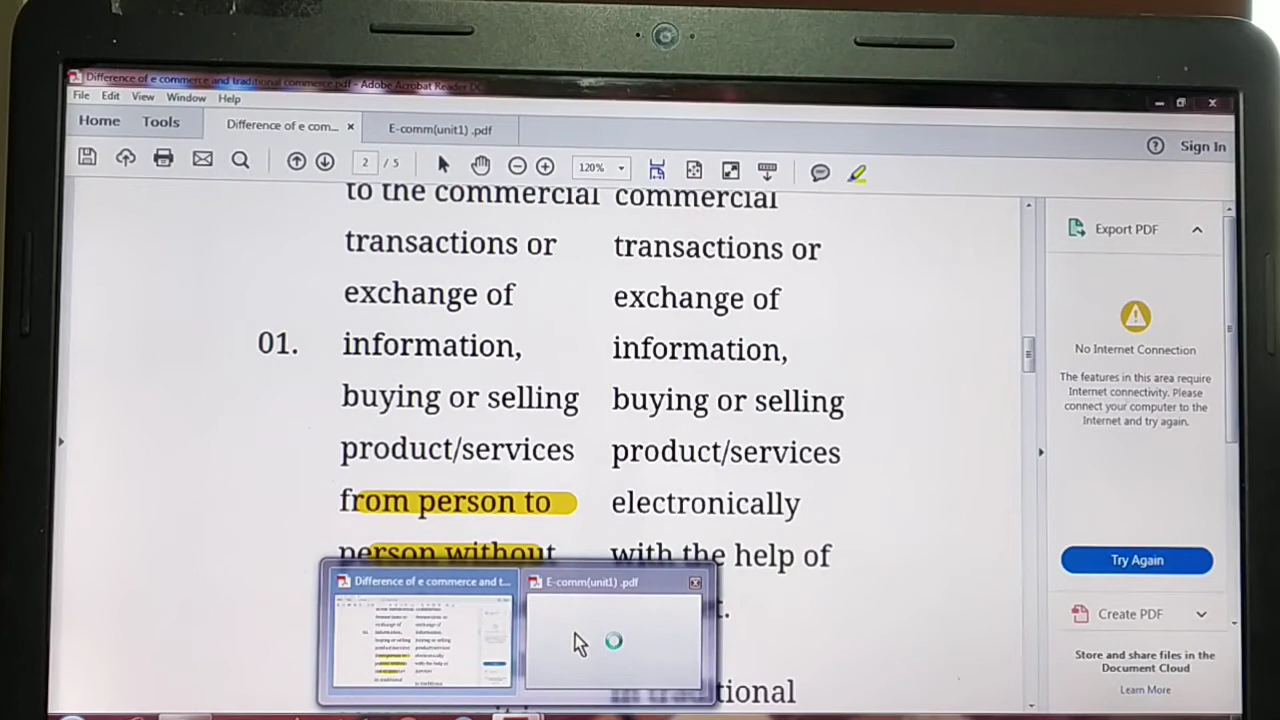 Difference of e commerce and traditional commerce.pdf - Adobe Acrobat Reader DC
File Edit View Window Help
Home Tools Difference of e com... × E-comm(unit1) .pdf
Sign In
2 / 5 120%
to the commercial commercial
transactions or transactions or
exchange of exchange of
01. information, information,
buying or selling buying or selling
product/services product/services
from person to electronically
person without with the help of
Export PDF
No Internet Connection
The features in this area require
Internet connectivity. Please
connect your computer to the
Internet and try again.
Try Again
Create PDF
Store and share files in the
Document Cloud
Learn More
Difference of e commerce and t...
E-comm(unit1) .pdf
in traditional